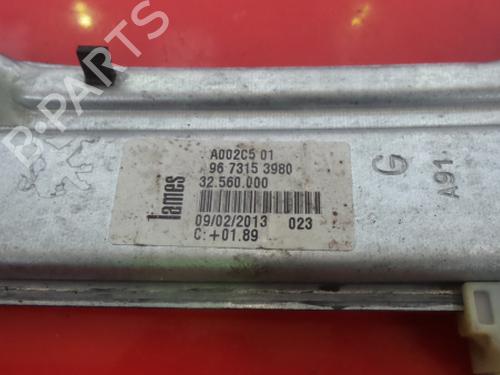 B-PARTS
A002C5 01
96 7315 3980
32.560.000
lames
09/02/2013 023
C:+01.89
G
A91